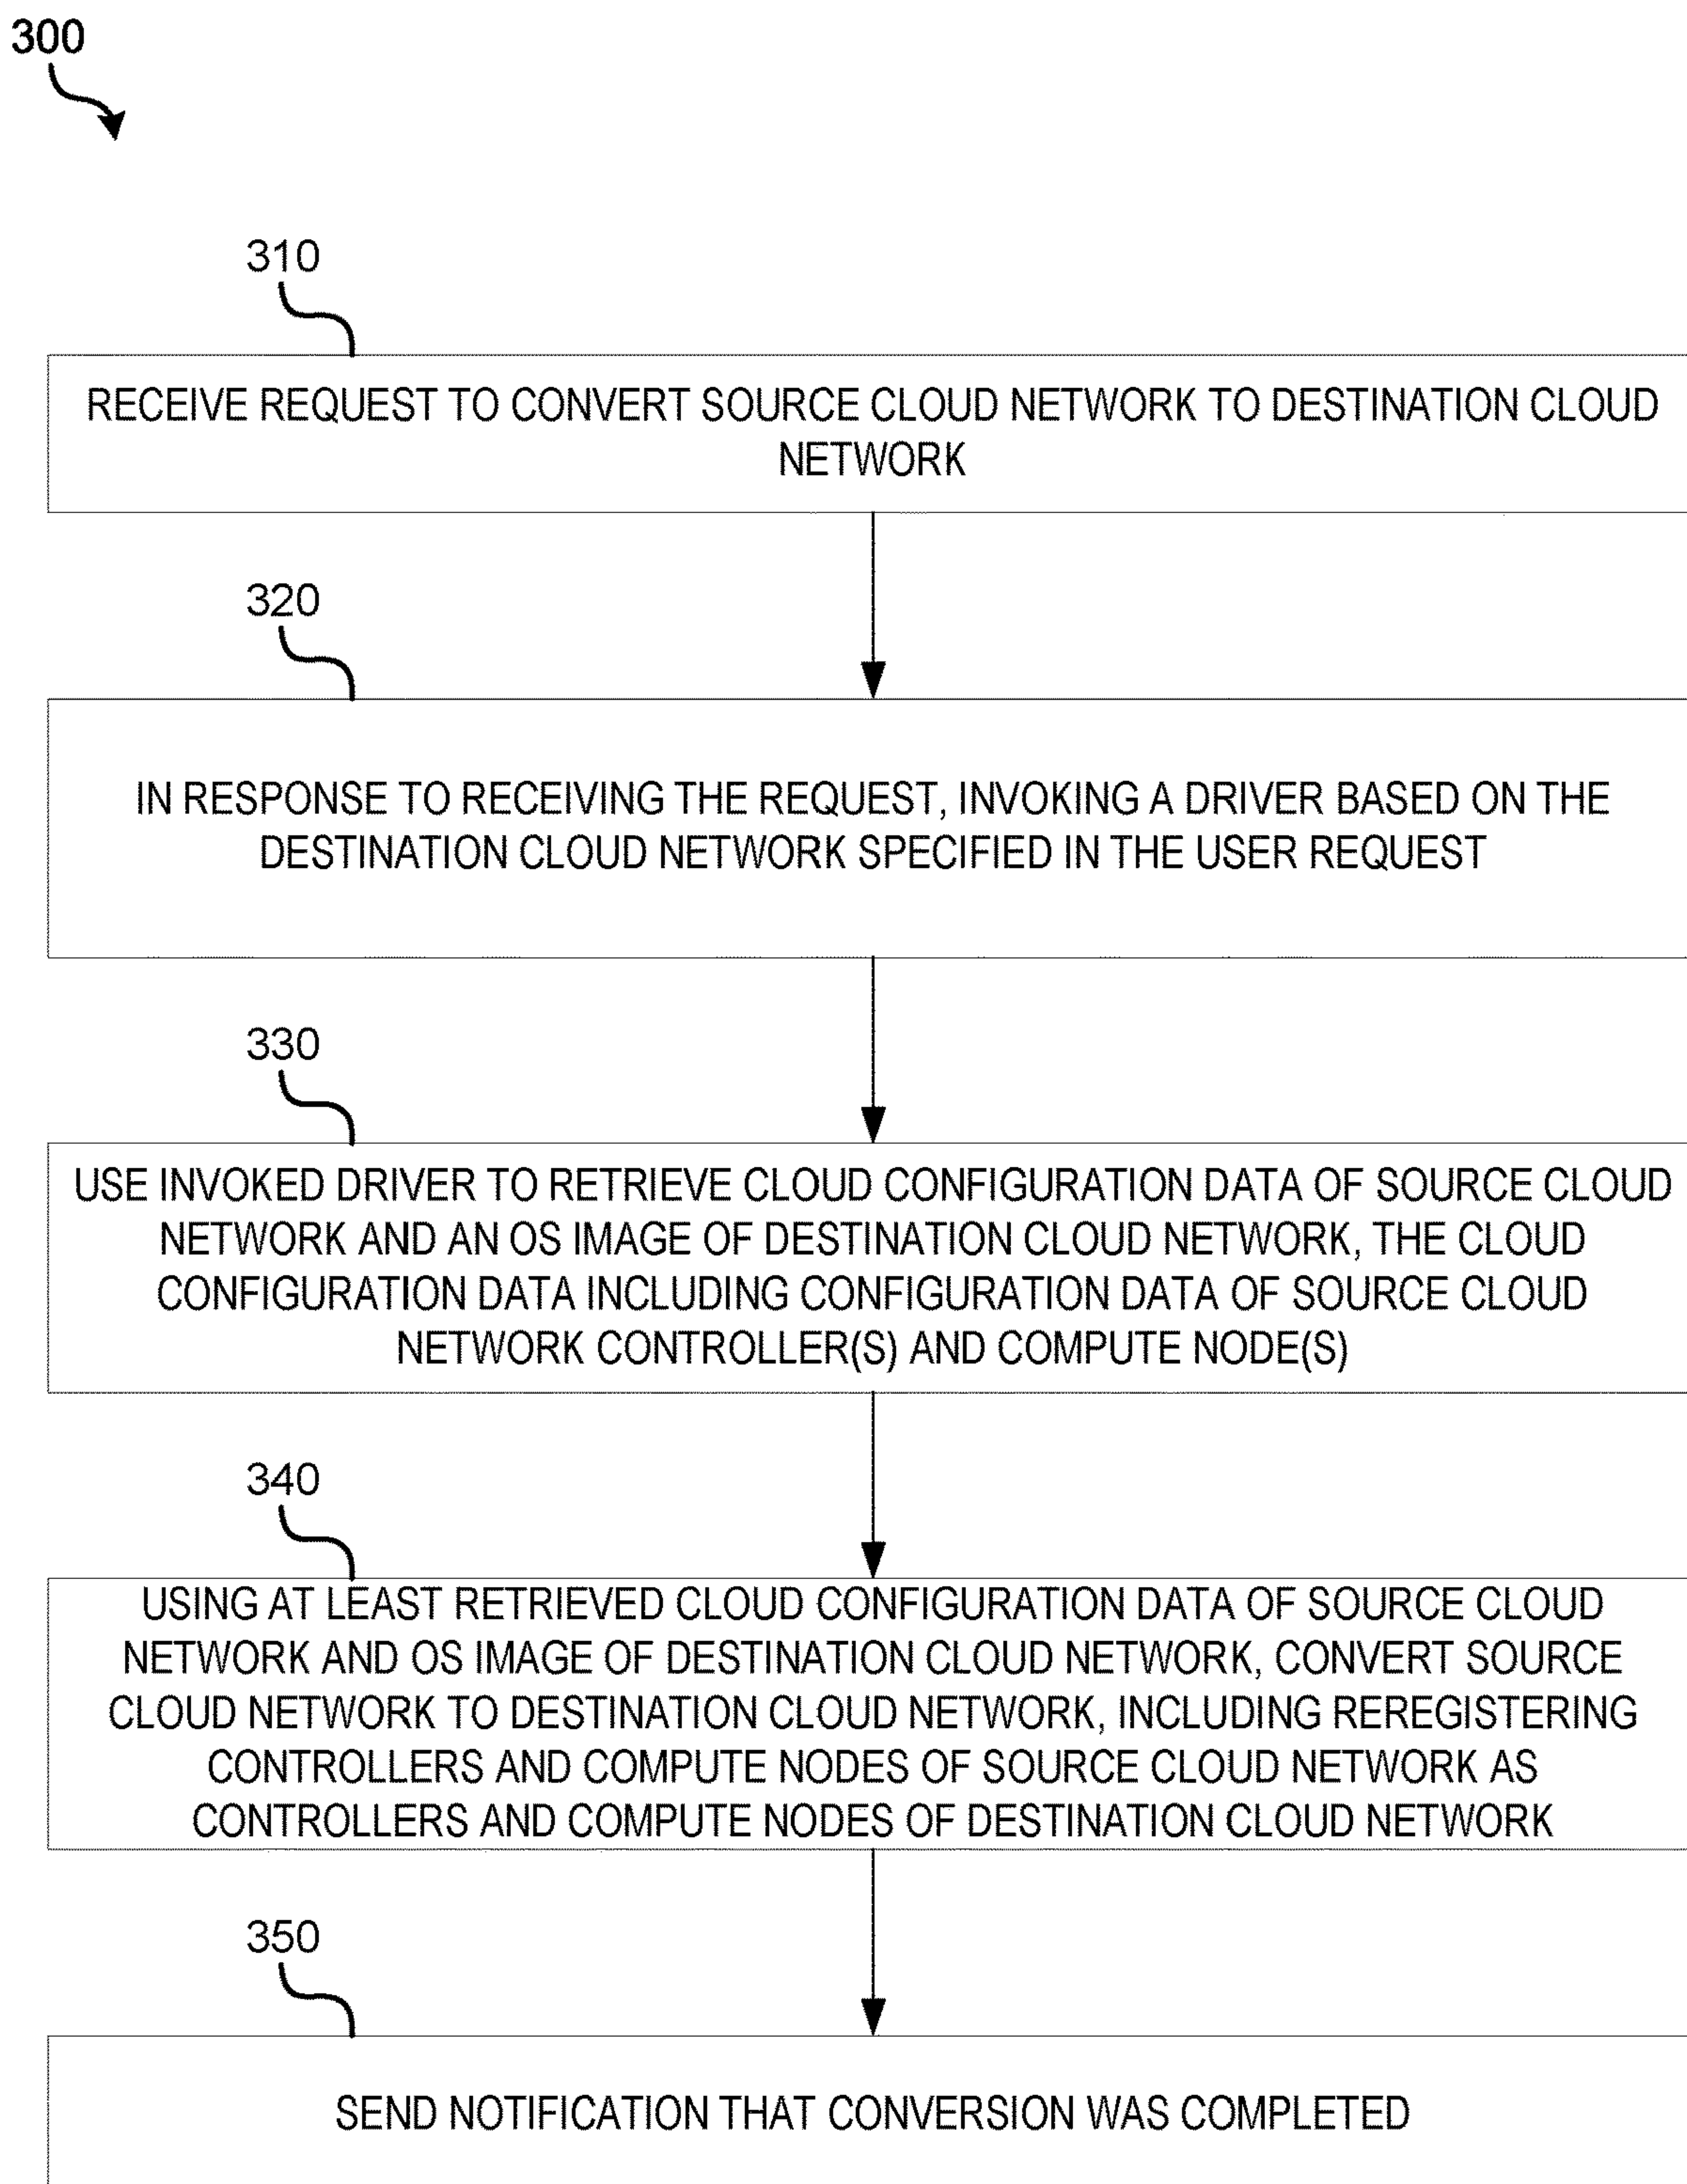 300
310
RECEIVE REQUEST TO CONVERT SOURCE CLOUD NETWORK TO DESTINATION CLOUD
NETWORK
320
IN RESPONSE TO RECEIVING THE REQUEST, INVOKING A DRIVER BASED ON THE
DESTINATION CLOUD NETWORK SPECIFIED IN THE USER REQUEST
330
USE INVOKED DRIVER TO RETRIEVE CLOUD CONFIGURATION DATA OF SOURCE CLOUD
NETWORK AND AN OS IMAGE OF DESTINATION CLOUD NETWORK, THE CLOUD
CONFIGURATION DATA INCLUDING CONFIGURATION DATA OF SOURCE CLOUD
NETWORK CONTROLLER(S) AND COMPUTE NODE(S)
340
USING AT LEAST RETRIEVED CLOUD CONFIGURATION DATA OF SOURCE CLOUD
NETWORK AND OS IMAGE OF DESTINATION CLOUD NETWORK, CONVERT SOURCE
CLOUD NETWORK TO DESTINATION CLOUD NETWORK, INCLUDING REREGISTERING
CONTROLLERS AND COMPUTE NODES OF SOURCE CLOUD NETWORK AS
CONTROLLERS AND COMPUTE NODES OF DESTINATION CLOUD NETWORK
350
SEND NOTIFICATION THAT CONVERSION WAS COMPLETED